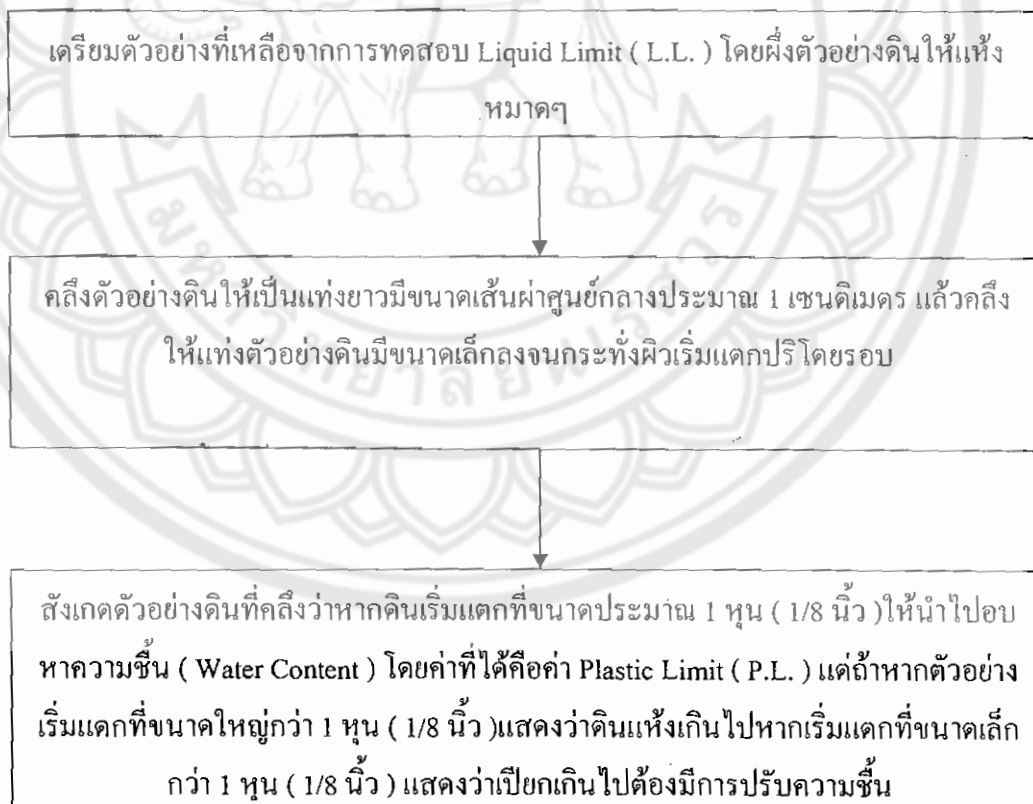 เตรียมตัวอย่างที่เหลือจากการทดสอบ Liquid Limit ( L.L. ) โดยผึ่งตัวอย่างดินให้แห้ง
หมาดๆ
คลึงตัวอย่างดินให้เป็นแท่งยาวมีขนาดเส้นผ่าศูนย์กลางประมาณ 1 เซนติเมตร แล้วคลึง
ให้แท่งตัวอย่างดินมีขนาดเล็กลงจนกระทั่งผิวเริ่มแตกปริโดยรอบ
สังเกตตัวอย่างดินที่คลึงว่าหากดินเริ่มแตกที่ขนาดประมาณ 1 หุน ( 1/8 นิ้ว )ให้นำไปอบ
หาความชื้น ( Water Content ) โดยค่าที่ได้คือค่า Plastic Limit ( P.L. ) แต่ถ้าหากตัวอย่าง
เริ่มแตกที่ขนาดใหญ่กว่า 1 หุน ( 1/8 นิ้ว )แสดงว่าดินแห้งเกินไปหากเริ่มแตกที่ขนาดเล็ก
กว่า 1 หุน ( 1/8 นิ้ว ) แสดงว่าเปียกเกินไปต้องมีการปรับความชื้น
มหาวิทยาลัยนเรศวร